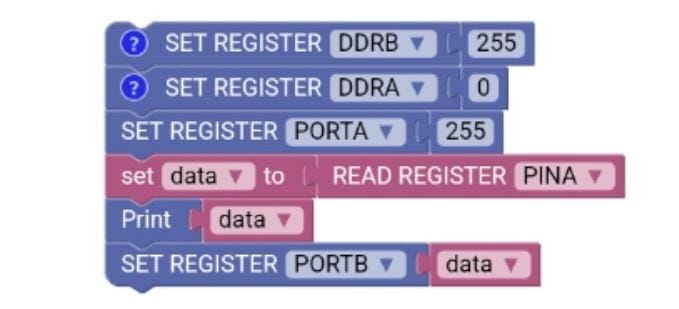 ? SET REGISTER DDRB ▼ 255
? SET REGISTER DDRA ▼ 0
SET REGISTER PORTA ▼ 255
set data ▼ to READ REGISTER PINA ▼
Print data ▼
SET REGISTER PORTB ▼ data ▼